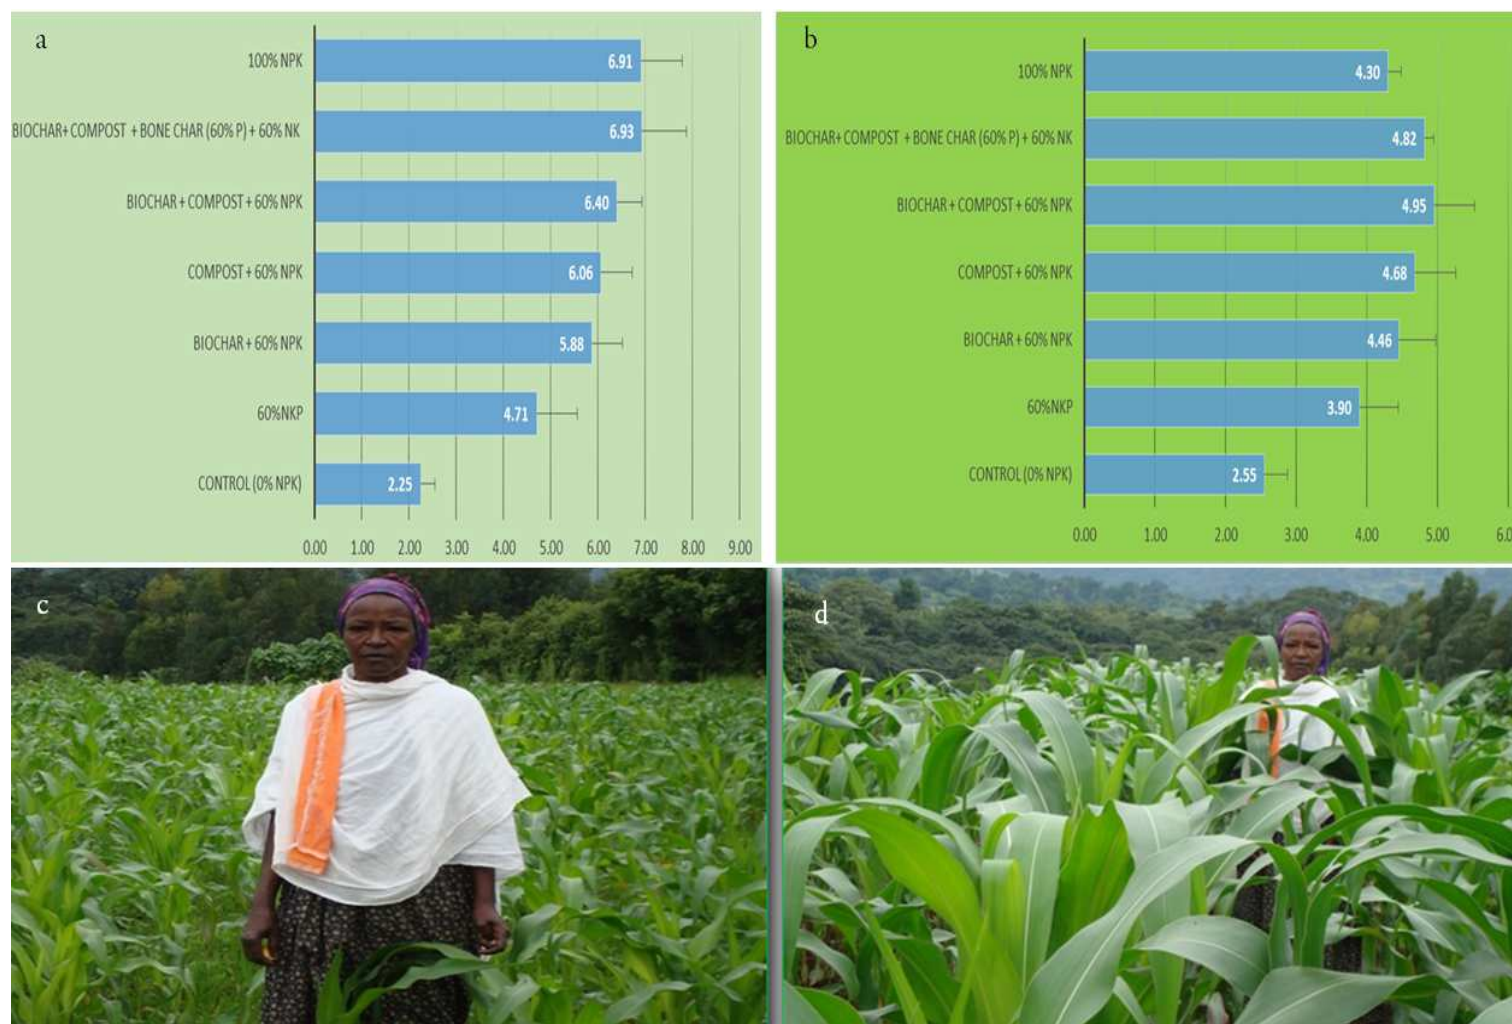 a
100% NPK
6.91
BIOCHAR+ COMPOST + BONE CHAR (60% P) + 60% NK
6.93
BIOCHAR + COMPOST + 60% NPK
6.40
COMPOST + 60% NPK
6.06
BIOCHAR + 60% NPK
5.88
60%NKP
4.71
CONTROL (0% NPK)
2.25
0.00 1.00 2.00 3.00 4.00 5.00 6.00 7.00 8.00 9.00
b
100% NPK
4.30
BIOCHAR+ COMPOST + BONE CHAR (60% P) + 60% NK
4.82
BIOCHAR + COMPOST + 60% NPK
4.95
COMPOST + 60% NPK
4.68
BIOCHAR + 60% NPK
4.46
60%NKP
3.90
CONTROL (0% NPK)
2.55
0.00 1.00 2.00 3.00 4.00 5.00
c
d